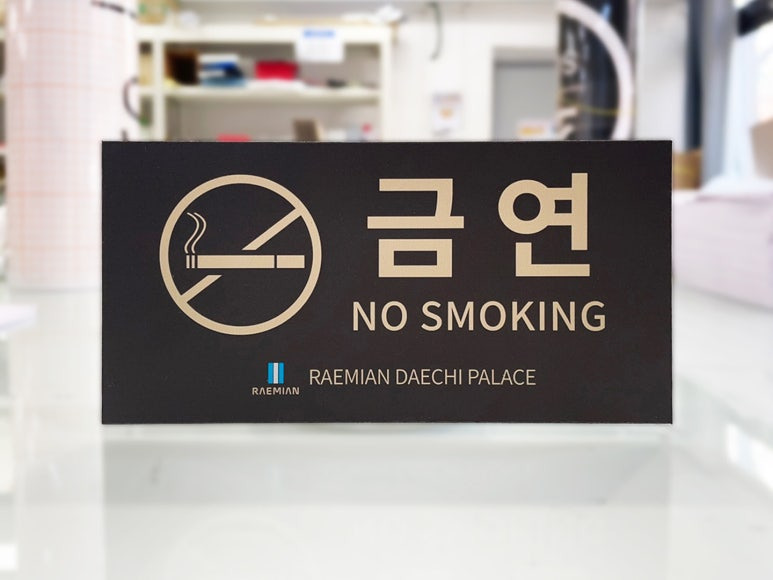 금연
NO SMOKING
RAEMIAN
RAEMIAN DAECHI PALACE